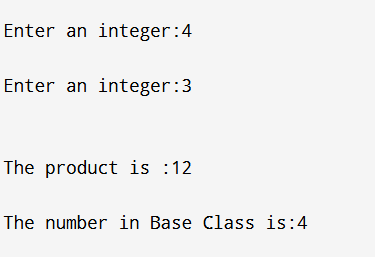 Enter an integer:4
Enter an integer:3
The product is :12
The number in Base Class is:4